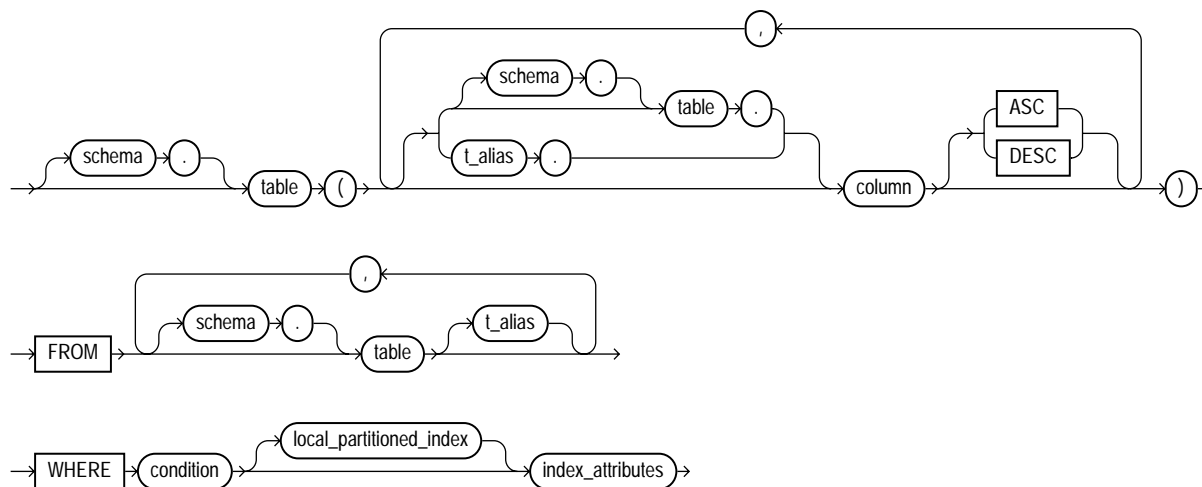 ,
schema .
table .
ASC
t_alias .
DESC
schema .
table ( column )
,
schema . t_alias
FROM table
local_partitioned_index
WHERE condition index_attributes